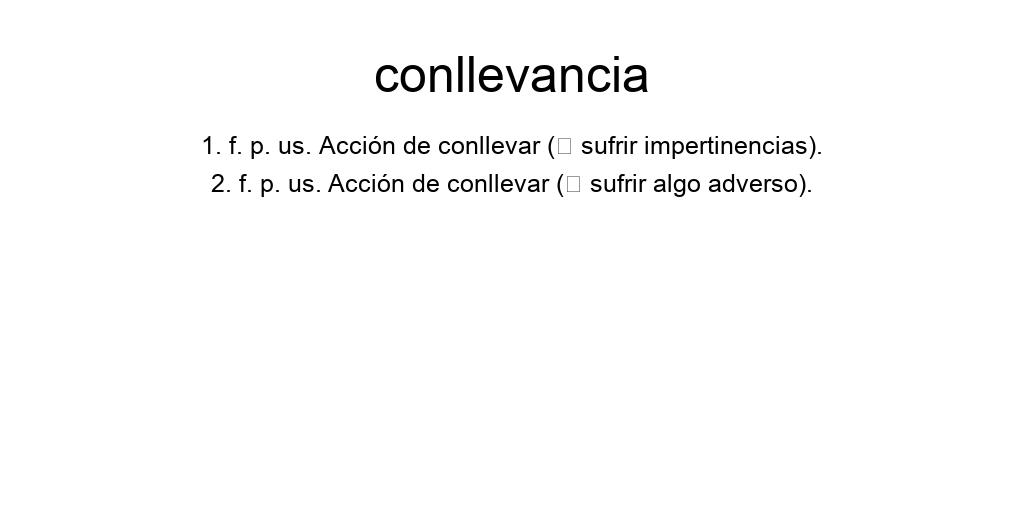 conllevancia
1. f. p. us. Acción de conllevar (□ sufrir impertinencias).
2. f. p. us. Acción de conllevar (□ sufrir algo adverso).